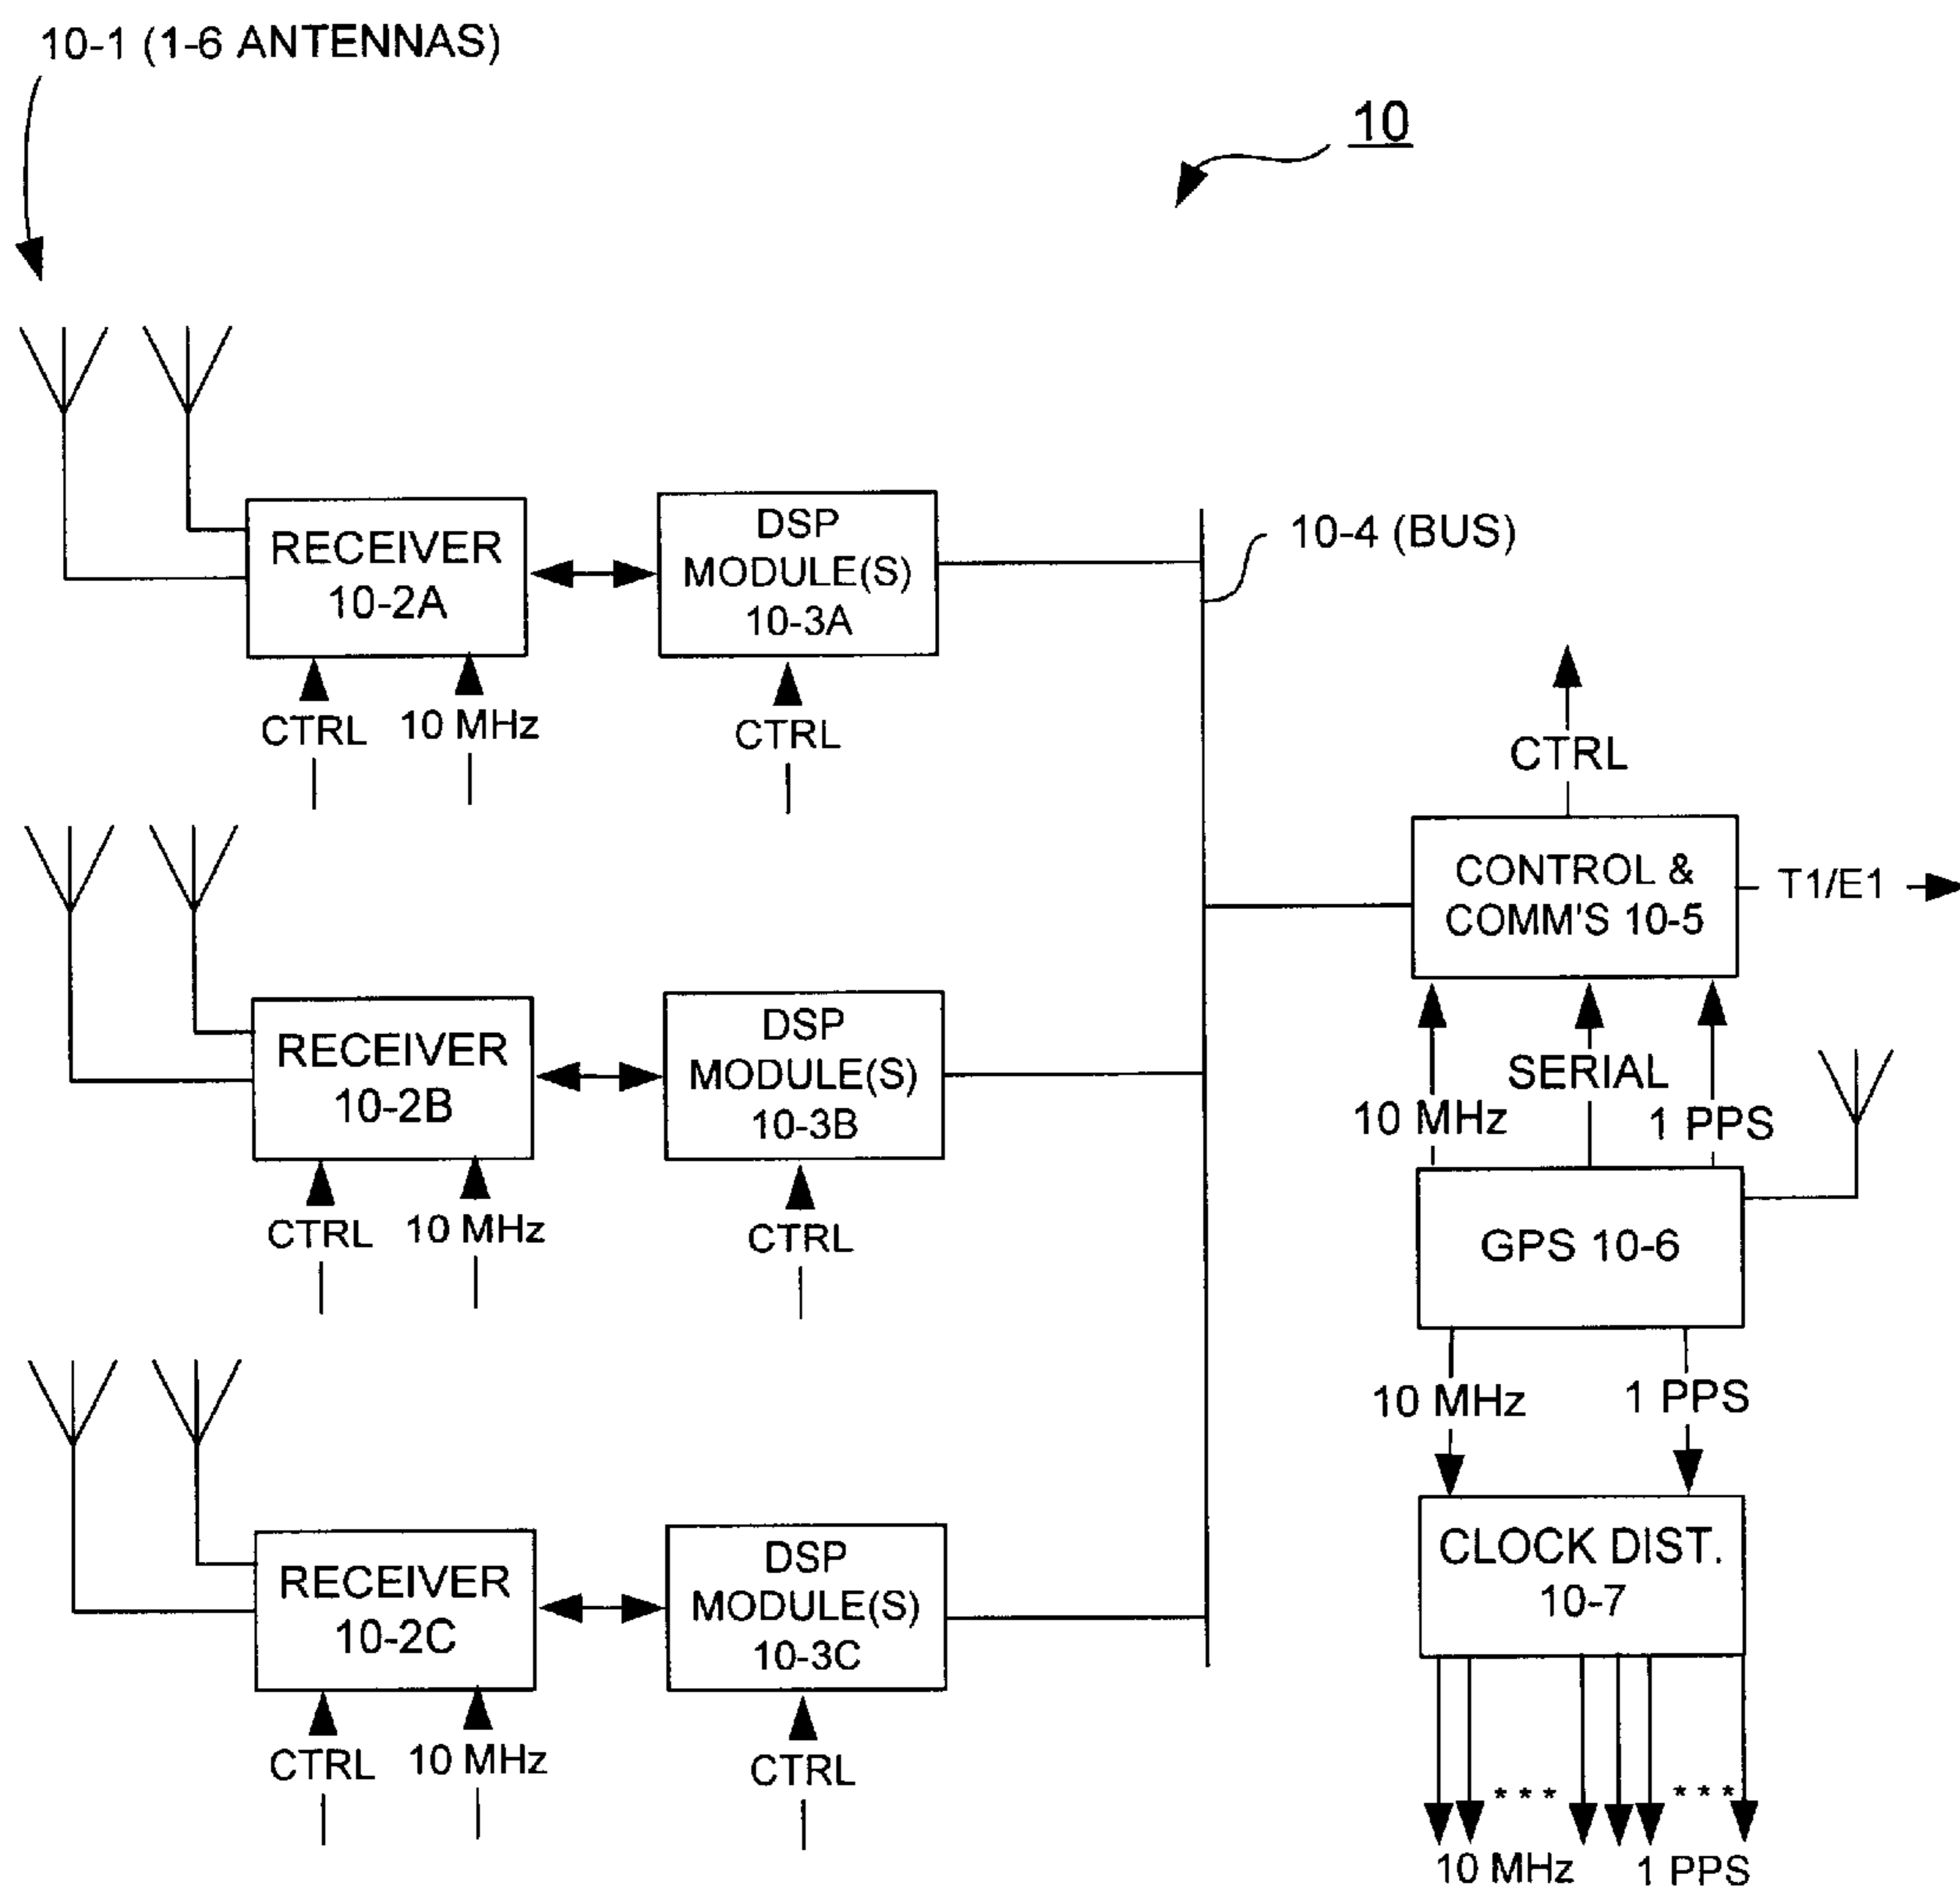 10-1 (1-6 ANTENNAS)
10
RECEIVER
10-2A
DSP
MODULE(S)
10-3A
10-4 (BUS)
CTRL
10 MHz
CTRL
CTRL
CONTROL &
COMM'S 10-5
T1/E1
RECEIVER
10-2B
DSP
MODULE(S)
10-3B
10 MHz
SERIAL
1 PPS
CTRL
10 MHz
CTRL
GPS 10-6
10 MHz
1 PPS
RECEIVER
10-2C
DSP
MODULE(S)
10-3C
CLOCK DIST.
10-7
CTRL
10 MHz
CTRL
* * *
* * *
10 MHz
1 PPS